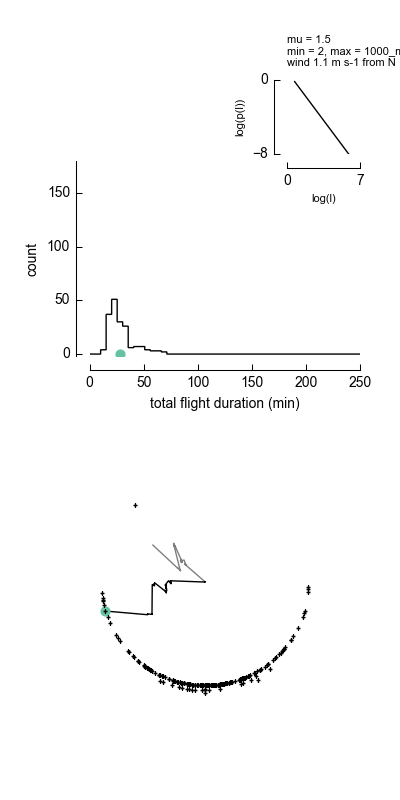 mu = 1.5
min = 2, max = 1000_m
wind 1.1 m s-1 from N
0
log(p(l))
−8
0
7
log(l)
150
100
50
0
count
0
50
100
150
200
250
total flight duration (min)